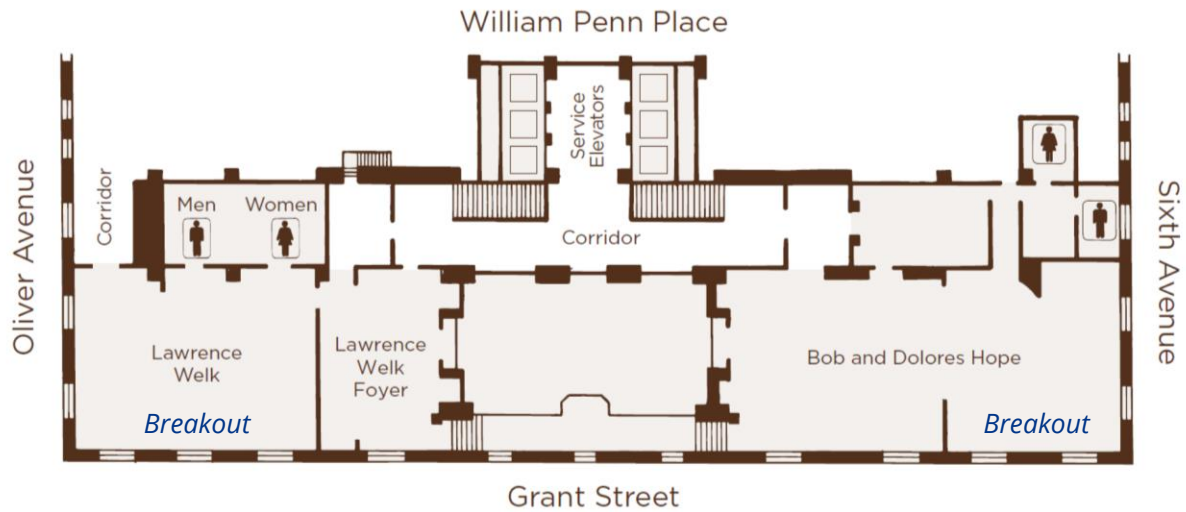 William Penn Place
Service
Elevators
Oliver Avenue
Corridor
Men
Women
Corridor
Sixth Avenue
Lawrence
Welk
Breakout
Lawrence
Welk
Foyer
Bob and Dolores Hope
Breakout
Grant Street